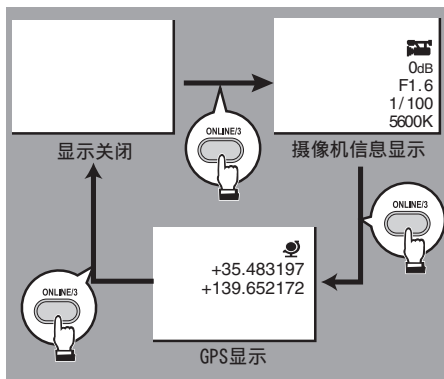 0dB
F1.6
1/100
5600K
ONLINE/3
显示关闭
摄像机信息显示
ONLINE/3
+35.483197
+139.652172
ONLINE/3
GPS显示